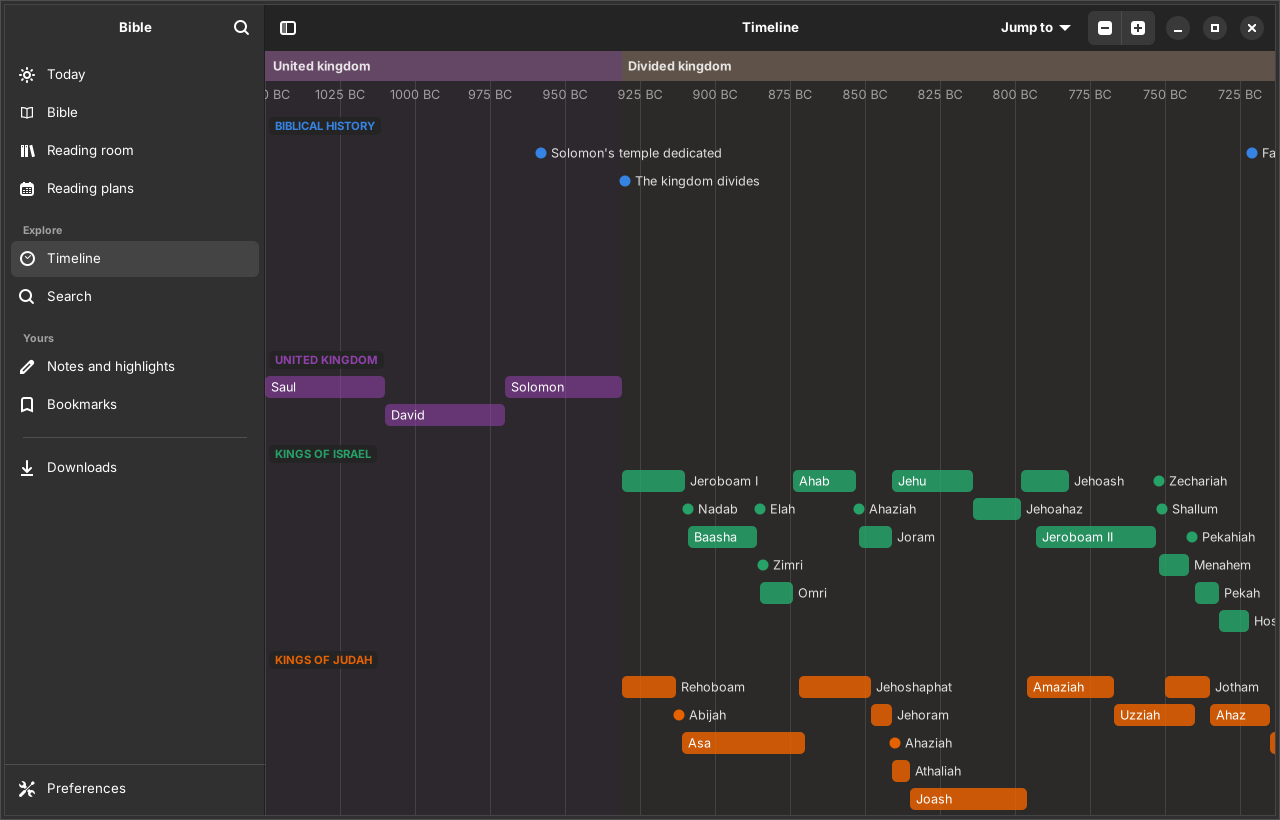 Bible
Today
Bible
Reading room
Reading plans
Explore
Timeline
Search
Yours
Notes and highlights
Bookmarks
Downloads
Preferences
Timeline
Jump to
United kingdom
Divided kingdom
0 BC 1025 BC 1000 BC 975 BC 950 BC 925 BC 900 BC 875 BC 850 BC 825 BC 800 BC 775 BC 750 BC 725 BC
BIBLICAL HISTORY
Solomon's temple dedicated Fa
The kingdom divides
UNITED KINGDOM
Saul Solomon
David
KINGS OF ISRAEL
Jeroboam I Ahab Jehu Jehoash Zechariah
Nadab Elah Ahaziah Jehoahaz Shallum
Baasha Joram Jeroboam II Pekahiah
Zimri Menahem
Omri Pekah
Hos
KINGS OF JUDAH
Rehoboam Jehoshaphat Amaziah Jotham
Abijah Jehoram Uzziah Ahaz
Asa Ahaziah
Athaliah
Joash